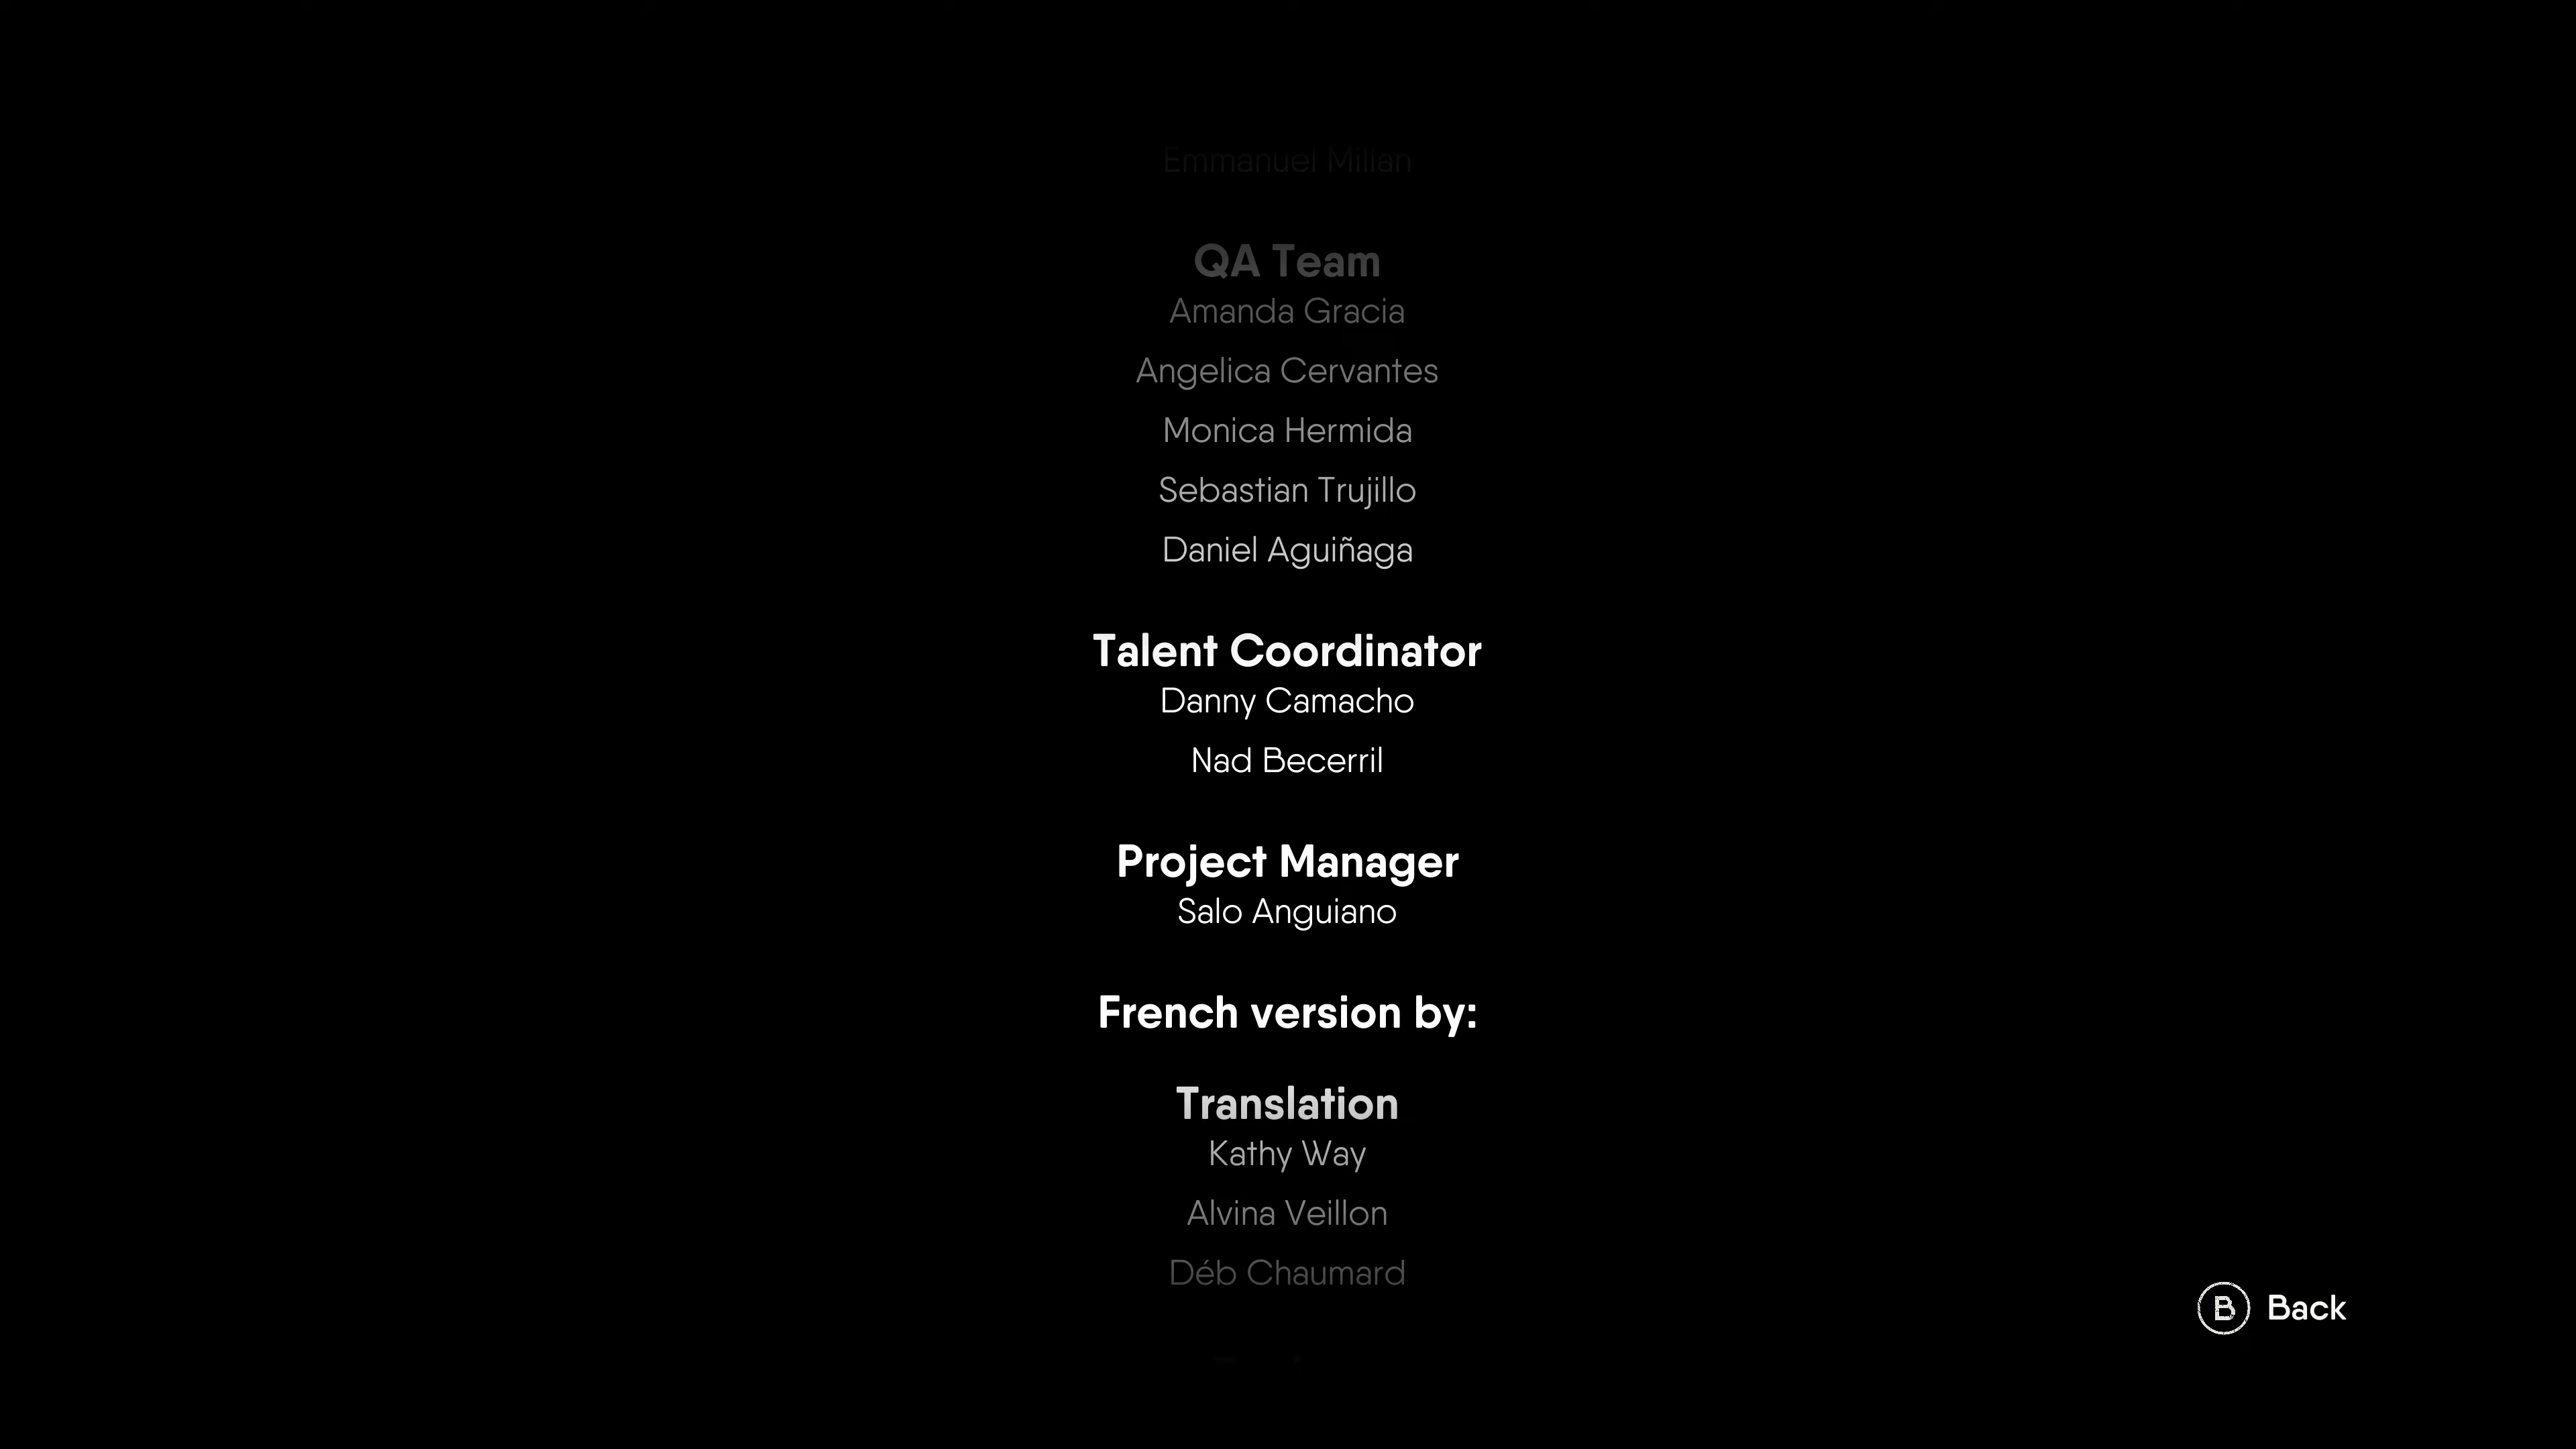 Emmanuel Millan
QA Team
Amanda Gracia
Angelica Cervantes
Monica Hermida
Sebastian Trujillo
Daniel Aguiñaga
Talent Coordinator
Danny Camacho
Nad Becerril
Project Manager
Salo Anguiano
French version by:
Translation
Kathy Way
Alvina Veillon
Déb Chaumard
B Back